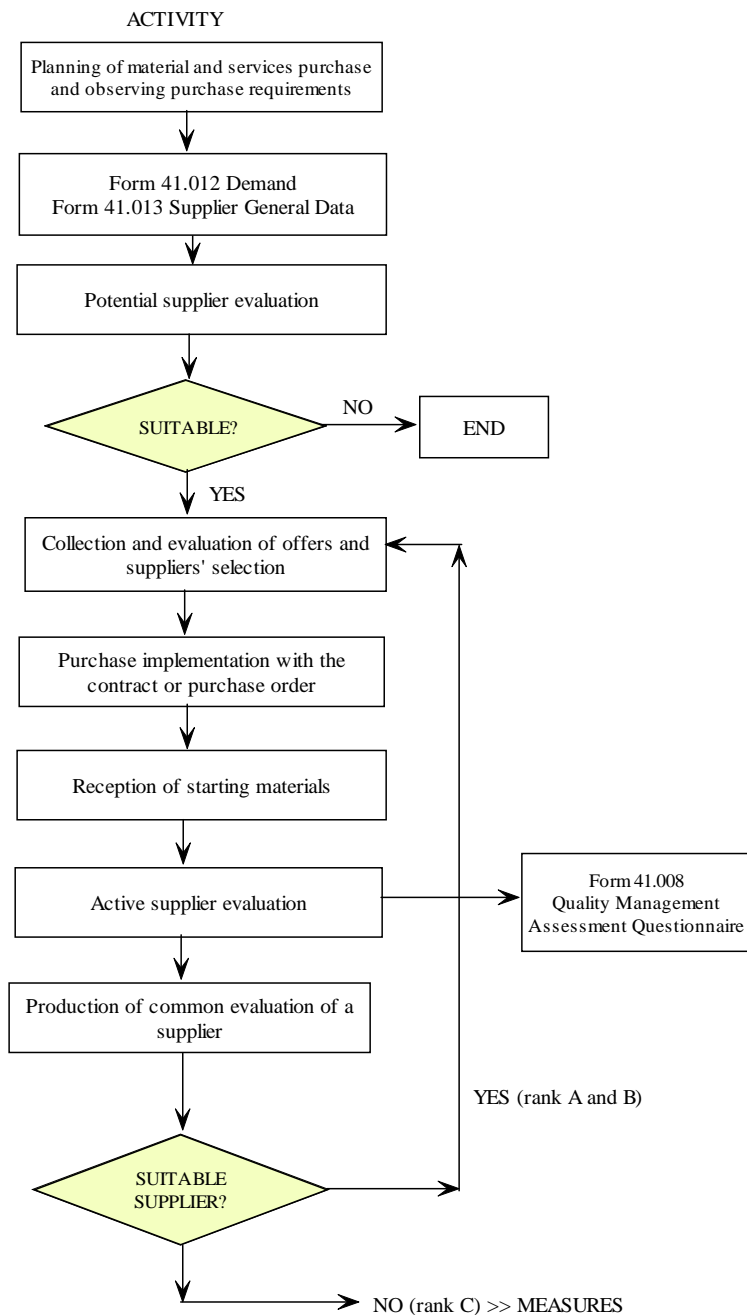 ACTIVITY
Planning of material and services purchase
and observing purchase requirements
Form 41.012 Demand
Form 41.013 Supplier General Data
Potential supplier evaluation
SUITABLE?
NO
END
YES
Collection and evaluation of offers and
suppliers' selection
Purchase implementation with the
contract or purchase order
Reception of starting materials
Active supplier evaluation
Form 41.008
Quality Management
Assessment Questionnaire
Production of common evaluation of a
supplier
YES (rank A and B)
SUITABLE
SUPPLIER?
NO (rank C) >> MEASURES